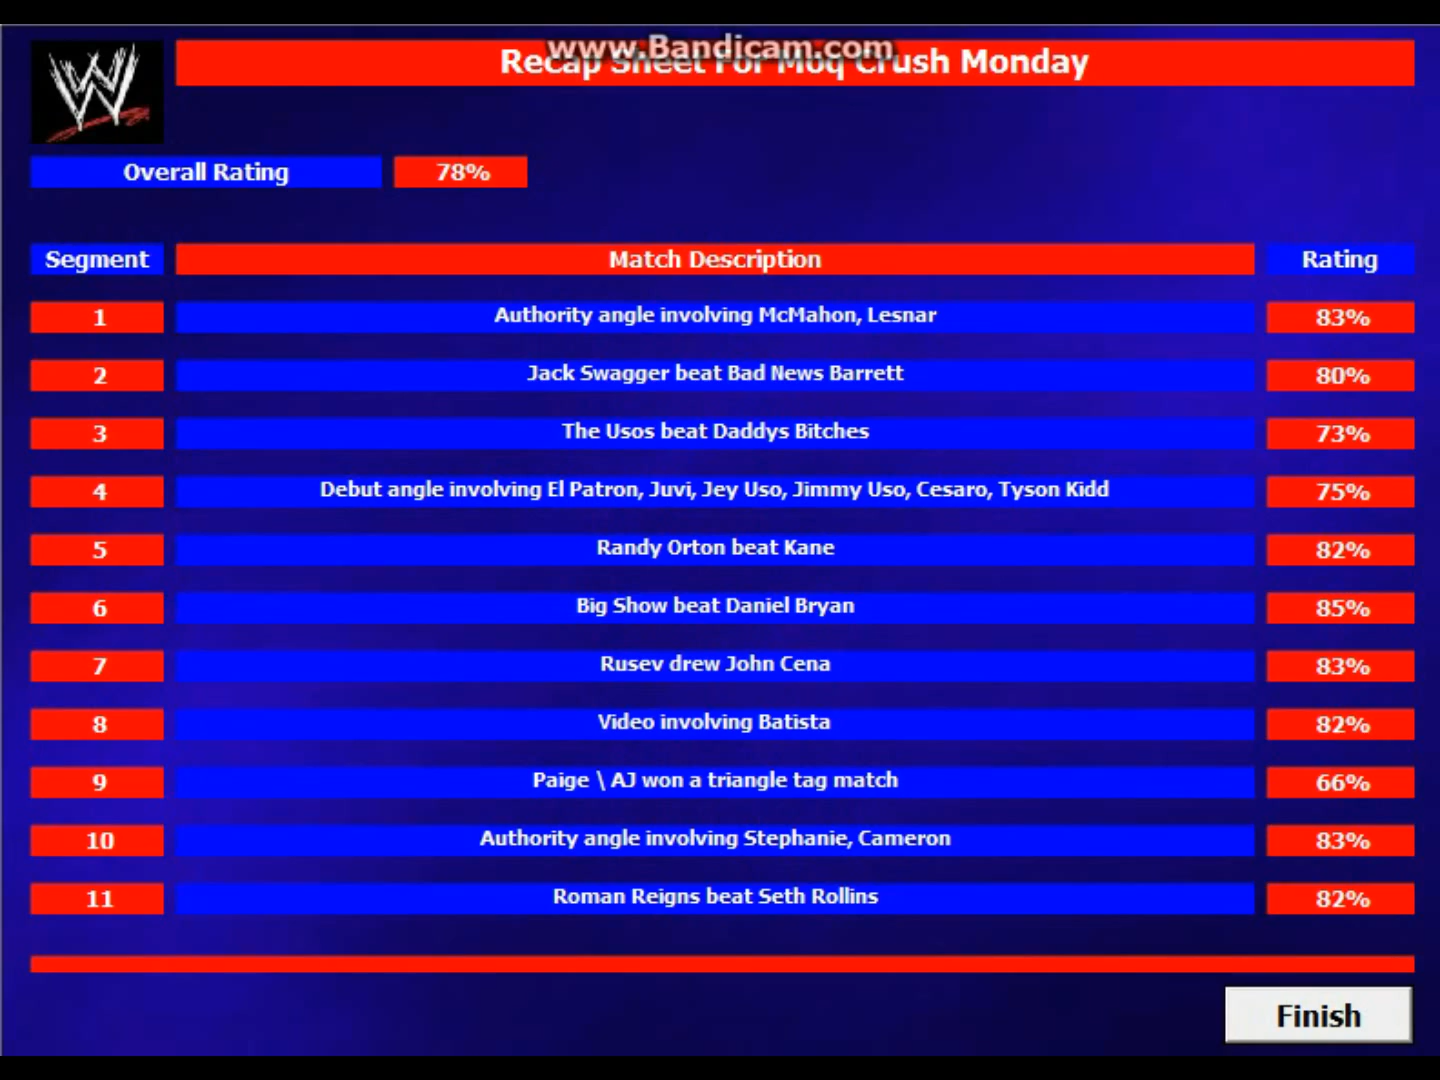 www.Bandicam.com
Recap Sheet For Moq Crush Monday
W
Overall Rating
78%
Segment
Match Description
Rating
1
Authority angle involving McMahon, Lesnar
83%
2
Jack Swagger beat Bad News Barrett
80%
3
The Usos beat Daddys Bitches
73%
4
Debut angle involving El Patron, Juvi, Jey Uso, Jimmy Uso, Cesaro, Tyson Kidd
75%
5
Randy Orton beat Kane
82%
6
Big Show beat Daniel Bryan
85%
7
Rusev drew John Cena
83%
8
Video involving Batista
82%
9
Paige \ AJ won a triangle tag match
66%
10
Authority angle involving Stephanie, Cameron
83%
11
Roman Reigns beat Seth Rollins
82%
Finish